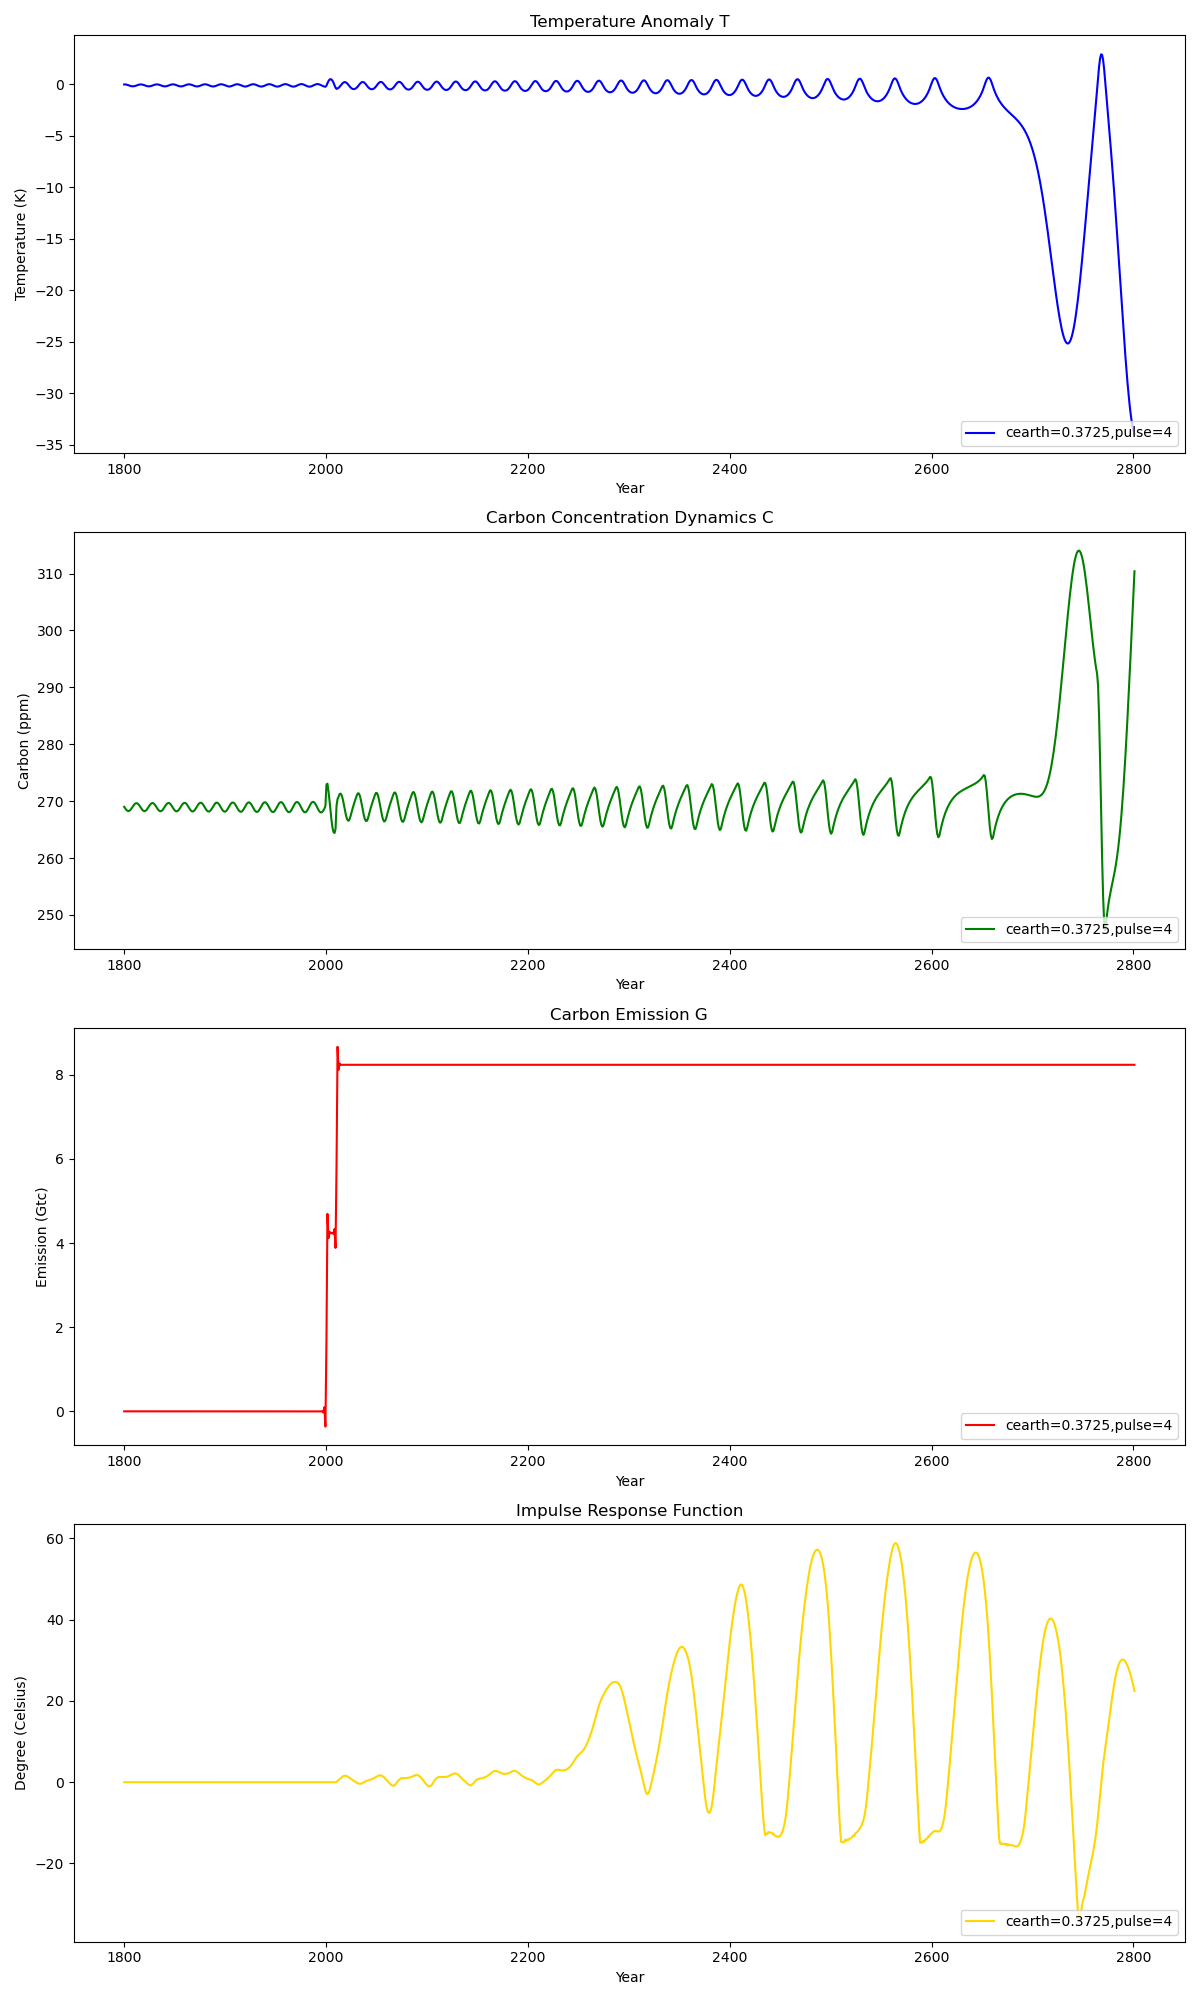 Temperature Anomaly T
0
−5
−10
−15
−20
−25
−30
−35
Temperature (K)
cearth=0.3725,pulse=4
1800 2000 2200 2400 2600 2800
Year
Carbon Concentration Dynamics C
310
300
290
280
270
260
250
Carbon (ppm)
cearth=0.3725,pulse=4
1800 2000 2200 2400 2600 2800
Year
Carbon Emission G
8
6
4
2
0
Emission (Gtc)
cearth=0.3725,pulse=4
1800 2000 2200 2400 2600 2800
Year
Impulse Response Function
60
40
20
0
−20
Degree (Celsius)
cearth=0.3725,pulse=4
1800 2000 2200 2400 2600 2800
Year